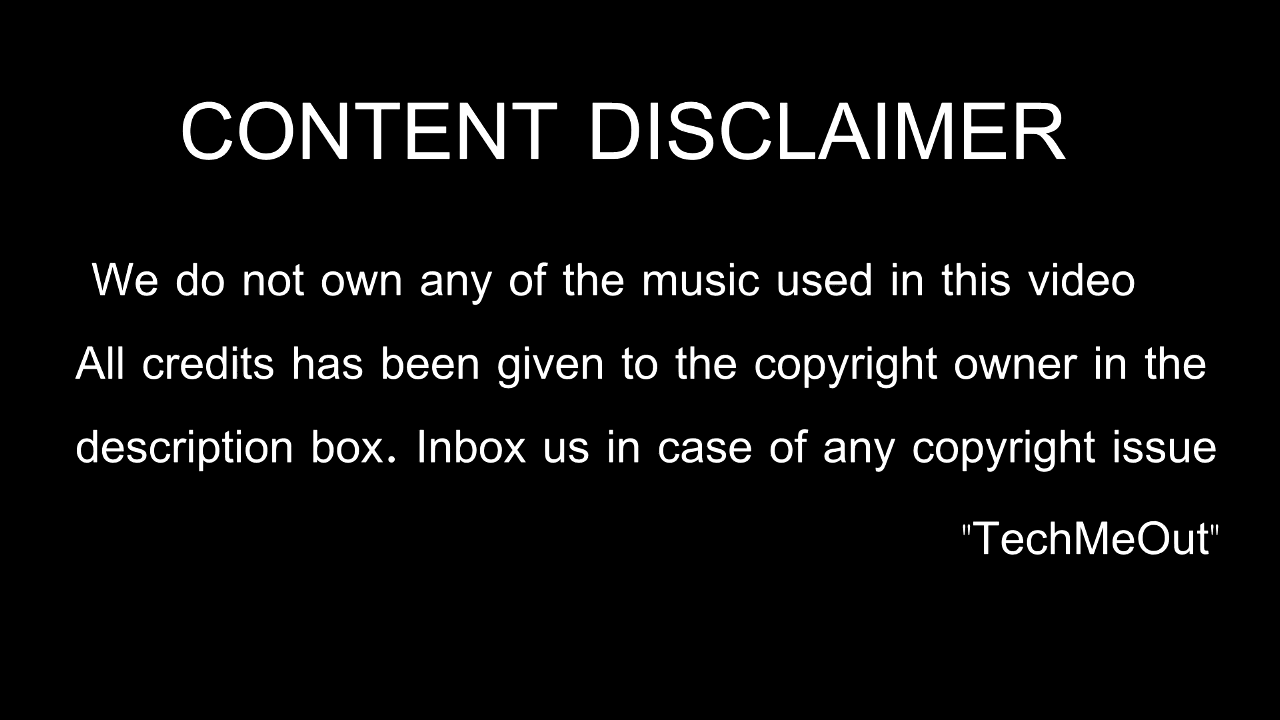 CONTENT DISCLAIMER
We do not own any of the music used in this video
All credits has been given to the copyright owner in the
description box. Inbox us in case of any copyright issue
"TechMeOut"